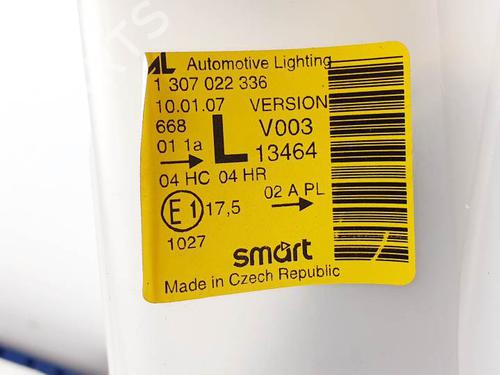 AL Automotive Lighting
1 307 022 336
10.01.07 VERSION
668 L V003
01 1a → 13464
04 HC 04 HR
02 A PL →
E1 17,5
1027
smart
Made in Czech Republic